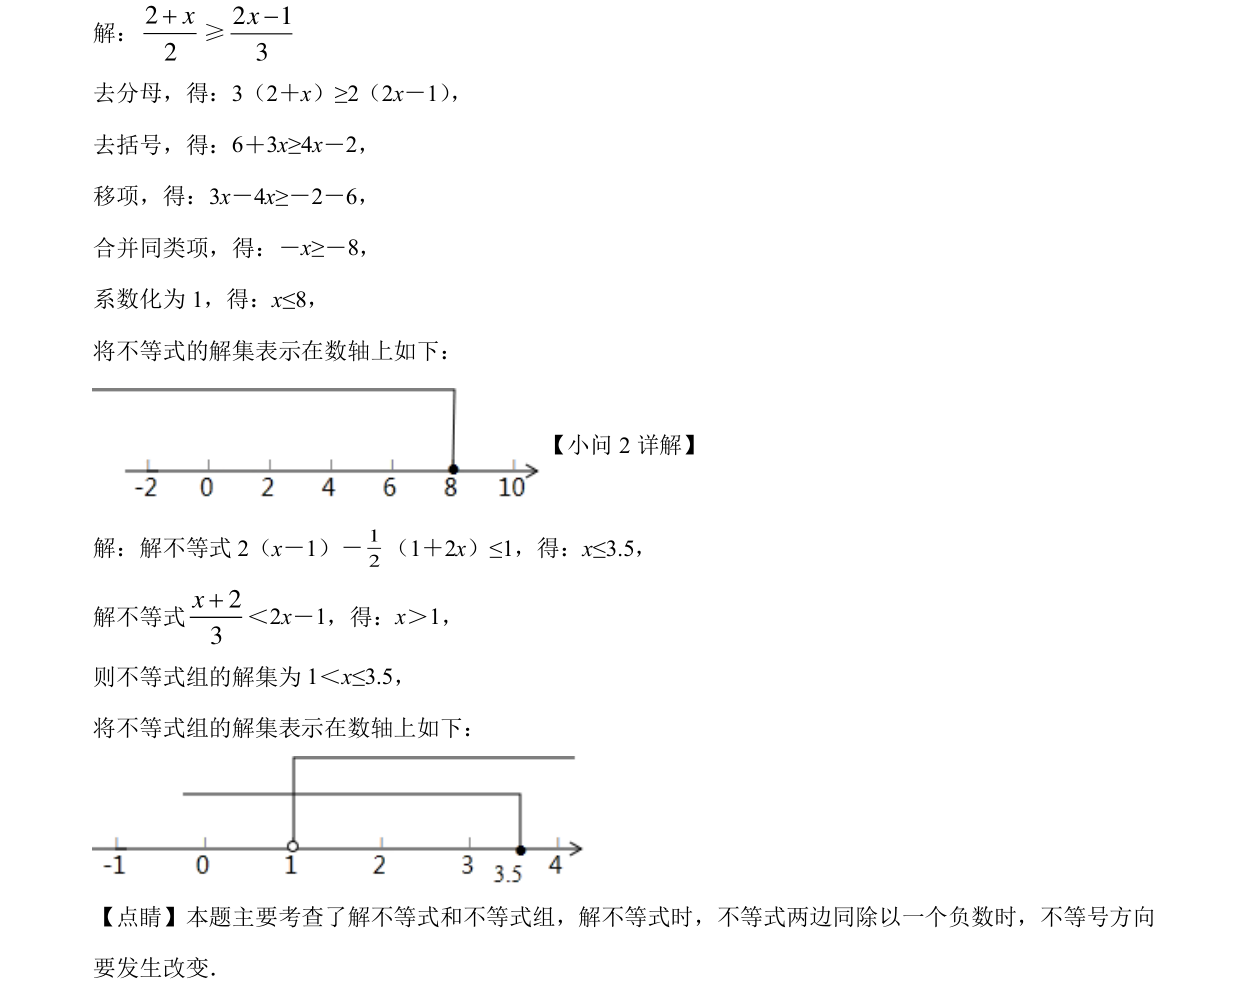 解：(2+x)/2 ≥ (2x−1)/3
去分母，得：3（2＋x）≥2（2x－1），
去括号，得：6＋3x≥4x－2，
移项，得：3x－4x≥－2－6，
合并同类项，得：－x≥－8，
系数化为 1，得：x≤8，
将不等式的解集表示在数轴上如下：
-2 0 2 4 6 8 10
【小问 2 详解】
解：解不等式 2（x－1）－1/2（1＋2x）≤1，得：x≤3.5，
解不等式(x+2)/3＜2x－1，得：x＞1，
则不等式组的解集为 1＜x≤3.5，
将不等式组的解集表示在数轴上如下：
-1 0 1 2 3 3.5 4
【点睛】本题主要考查了解不等式和不等式组，解不等式时，不等式两边同除以一个负数时，不等号方向
要发生改变．